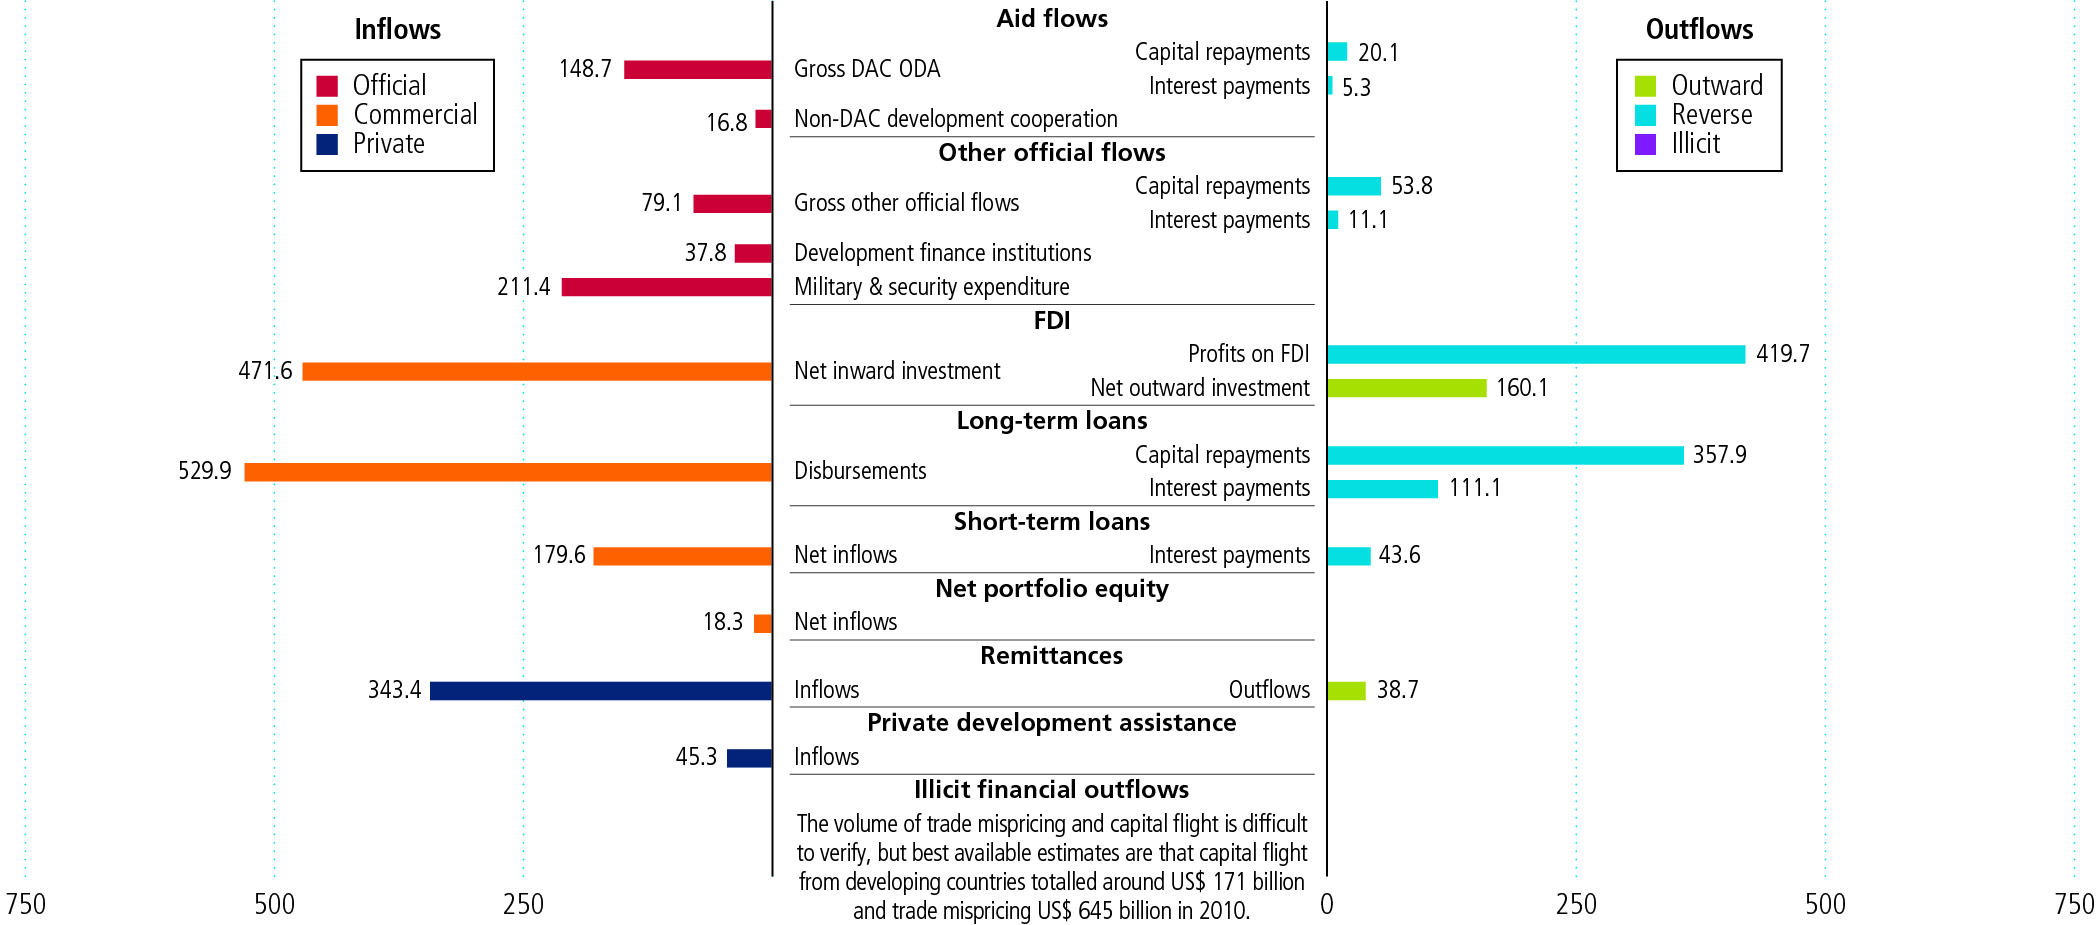 Inflows
Official
Commercial
Private
Outflows
Outward
Reverse
Illicit
Aid flows
Capital repayments 20.1
148.7 Gross DAC ODA
Interest payments 5.3
16.8 Non-DAC development cooperation
Other official flows
Capital repayments 53.8
79.1 Gross other official flows
Interest payments 11.1
37.8 Development finance institutions
211.4 Military & security expenditure
FDI
Profits on FDI 419.7
471.6 Net inward investment
Net outward investment 160.1
Long-term loans
Capital repayments 357.9
529.9 Disbursements
Interest payments 111.1
Short-term loans
179.6 Net inflows Interest payments 43.6
Net portfolio equity
18.3 Net inflows
Remittances
343.4 Inflows Outflows 38.7
Private development assistance
45.3 Inflows
Illicit financial outflows
The volume of trade mispricing and capital flight is difficult
to verify, but best available estimates are that capital flight
from developing countries totalled around US$ 171 billion
and trade mispricing US$ 645 billion in 2010.
750 500 250 0 250 500 750